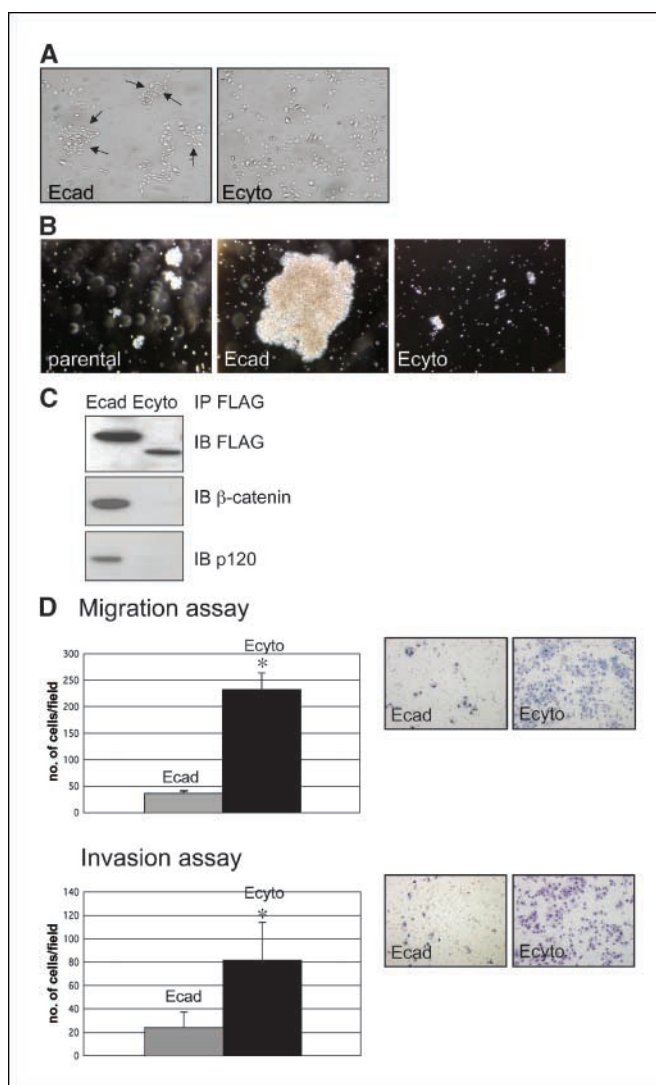 A
Ecad
Ecyto
B
parental
Ecad
Ecyto
C
Ecad Ecyto IP FLAG
IB FLAG
IB β-catenin
IB p120
D Migration assay
no. of cells/field
300
250
200
150
100
50
0
Ecad
Ecyto
*
Ecad
Ecyto
Invasion assay
no. of cells/field
140
120
100
80
60
40
20
0
Ecad
Ecyto
*
Ecad
Ecyto